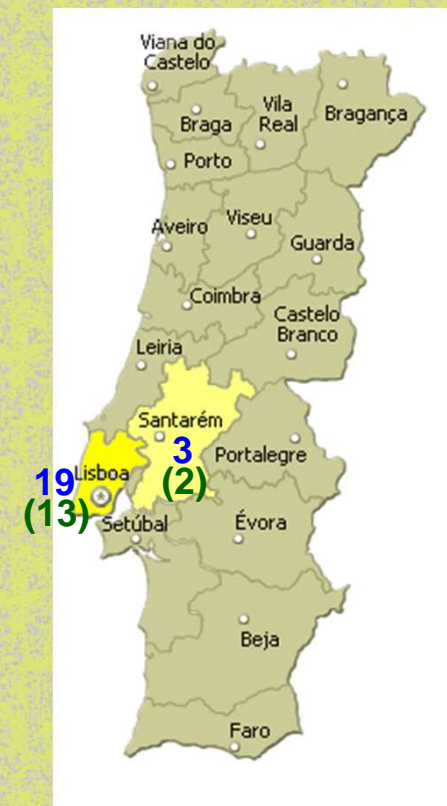 Viana do
Castelo
Braga
Vila
Real
Bragança
Porto
Aveiro
Viseu
Guarda
Coimbra
Castelo
Branco
Leiria
Santarém
3
(2)
Portalegre
19
Lisboa
(13)
Setúbal
Évora
Beja
Faro